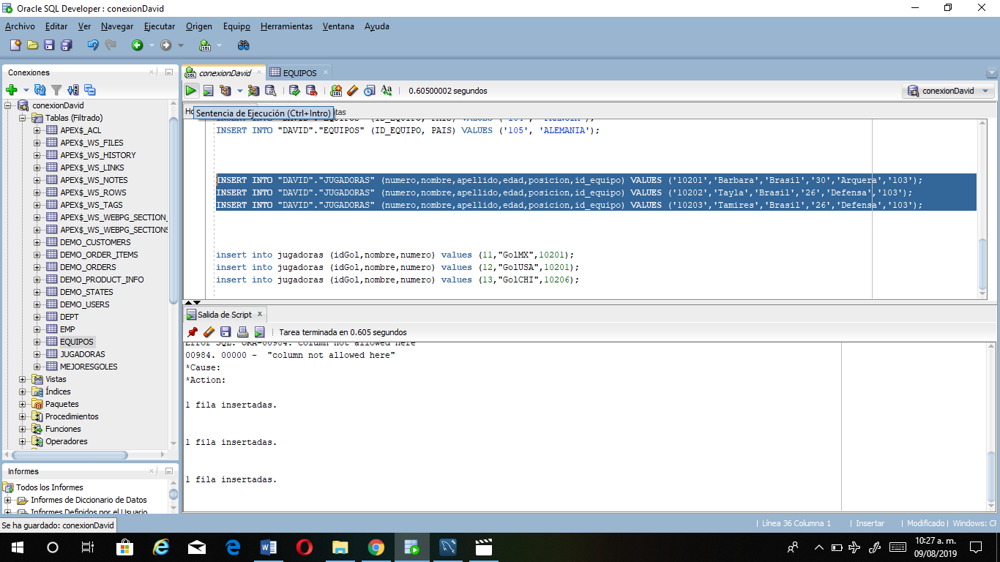 Oracle SQL Developer : conexionDavid
Archivo Editar Ver Navegar Ejecutar Origen Equipo Herramientas Ventana Ayuda
Conexiones
conexionDavid
Tablas (Filtrado)
APEX$_ACL
APEX$_WS_FILES
APEX$_WS_HISTORY
APEX$_WS_LINKS
APEX$_WS_NOTES
APEX$_WS_ROWS
APEX$_WS_TAGS
APEX$_WS_WEBPG_SECTION_
APEX$_WS_WEBPG_SECTIONS
DEMO_CUSTOMERS
DEMO_ORDER_ITEMS
DEMO_ORDERS
DEMO_PRODUCT_INFO
DEMO_STATES
DEMO_USERS
DEPT
EMP
EQUIPOS
JUGADORAS
MEJORESGOLES
Vistas
Índices
Paquetes
Procedimientos
Funciones
Operadores
Informes
Todos los Informes
Informes de Diccionario de Datos
Informes Definidos por el Usuario
Se ha guardado: conexionDavid
conexionDavid EQUIPOS
0.60500002 segundos
conexionDavid
Sentencia de Ejecución (Ctrl+Intro)
INSERT INTO "DAVID"."EQUIPOS" (ID_EQUIPO, PAIS) VALUES
INSERT INTO "DAVID"."EQUIPOS" (ID_EQUIPO, PAIS) VALUES ('105', 'ALEMANIA');
INSERT INTO "DAVID"."JUGADORAS" (numero,nombre,apellido,edad,posicion,id_equipo) VALUES ('10201','Barbara','Brasil','30','Arquera','103');
INSERT INTO "DAVID"."JUGADORAS" (numero,nombre,apellido,edad,posicion,id_equipo) VALUES ('10202','Tayla','Brasil','26','Defensa','103');
INSERT INTO "DAVID"."JUGADORAS" (numero,nombre,apellido,edad,posicion,id_equipo) VALUES ('10203','Tamires','Brasil','26','Defensa','103');
insert into jugadoras (idGol,nombre,numero) values (11,"GolMX",10201);
insert into jugadoras (idGol,nombre,numero) values (12,"GolUSA",10201);
insert into jugadoras (idGol,nombre,numero) values (13,"GolCHI",10206);
Salida de Script
Tarea terminada en 0.605 segundos
Error SQL: ORA-00984: column not allowed here
00984. 00000 - "column not allowed here"
*Cause:
*Action:
1 fila insertadas.
1 fila insertadas.
1 fila insertadas.
Línea 36 Columna 1 Insertar Modificado Windows: CF
10:27 a. m.
09/08/2019